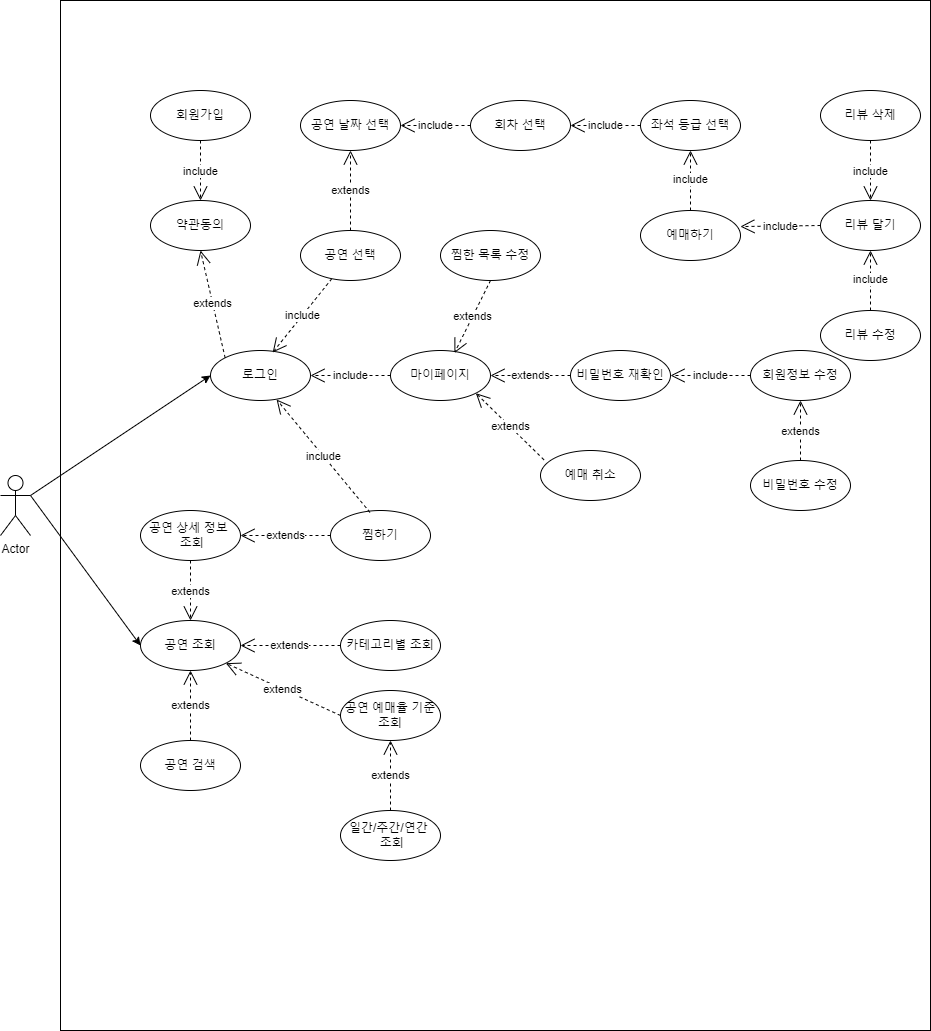 회원가입
include
약관동의
extends
공연 날짜 선택
include
회차 선택
include
좌석 등급 선택
extends
공연 선택
include
include
예매하기
include
리뷰 삭제
include
리뷰 달기
include
리뷰 수정
찜한 목록 수정
extends
로그인
include
마이페이지
extends
비밀번호 재확인
include
회원정보 수정
extends
비밀번호 수정
extends
예매 취소
include
Actor
공연 상세 정보
조회
extends
찜하기
extends
공연 조회
extends
카테고리별 조회
extends
공연 예매율 기준
조회
extends
공연 검색
extends
일간/주간/연간
조회